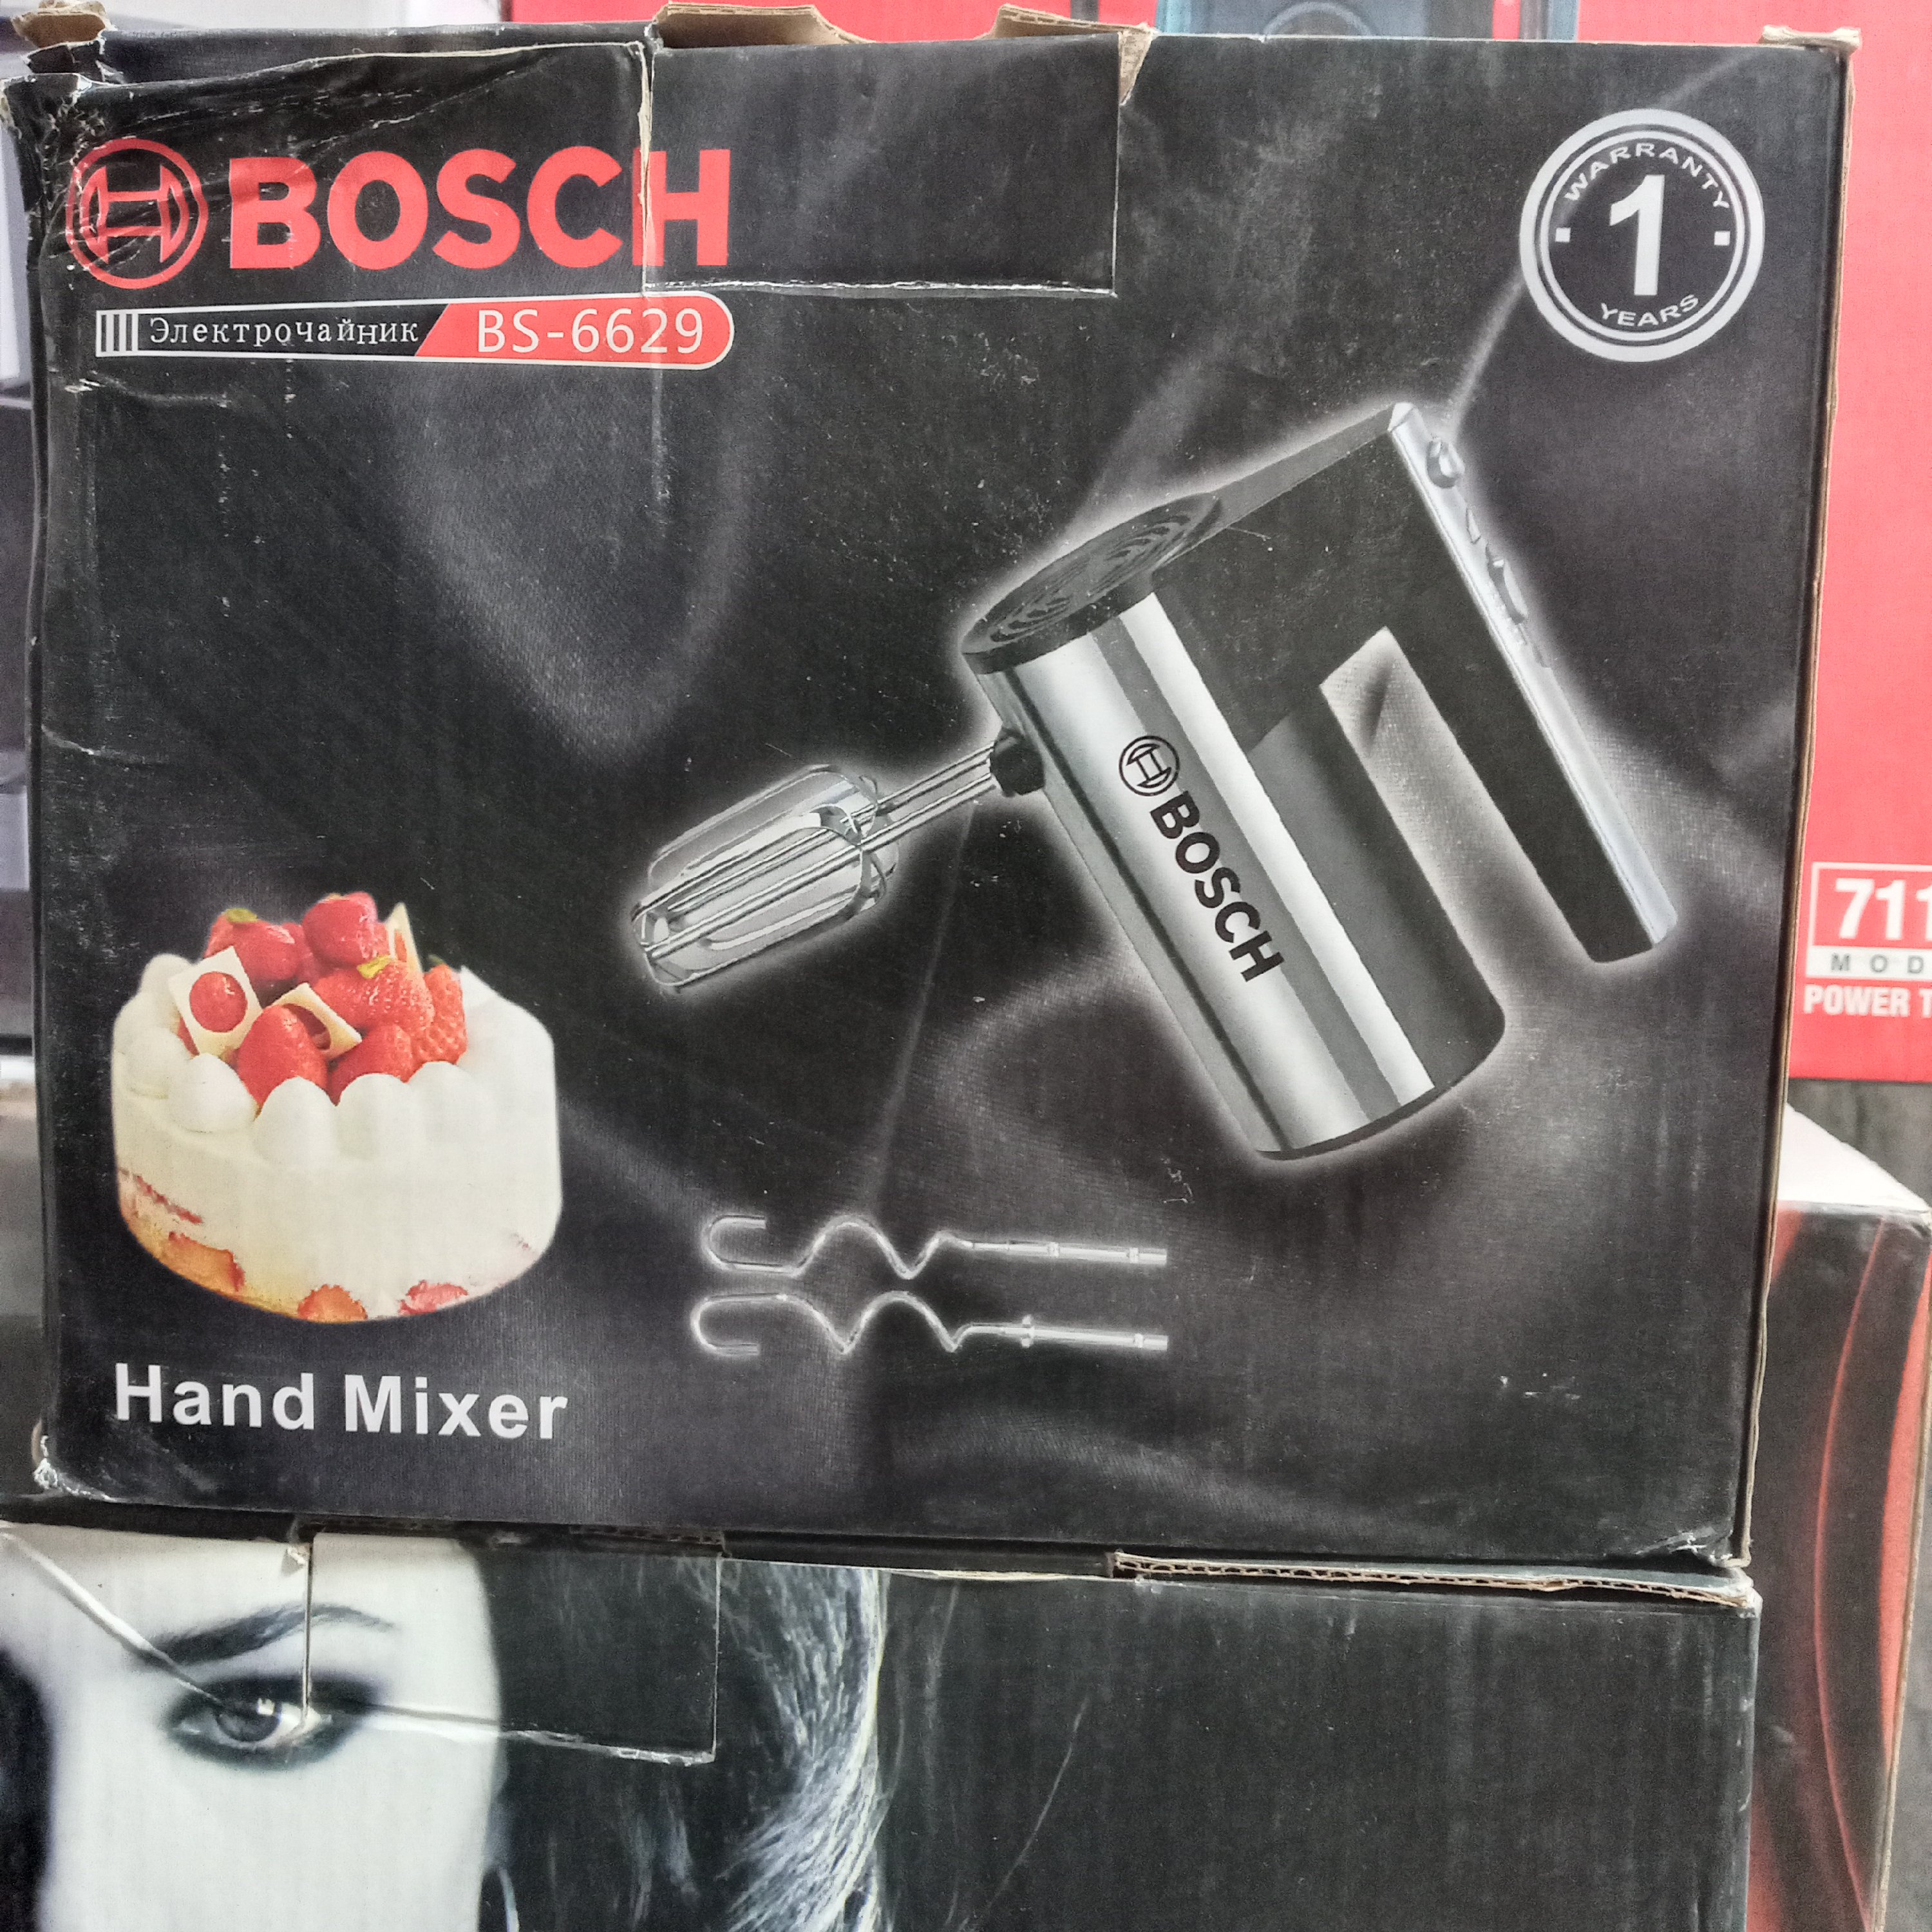 BOSCH
Электрочайник BS-6629
WARRANTY
1
YEARS
BOSCH
Hand Mixer
711
MOD
POWER T